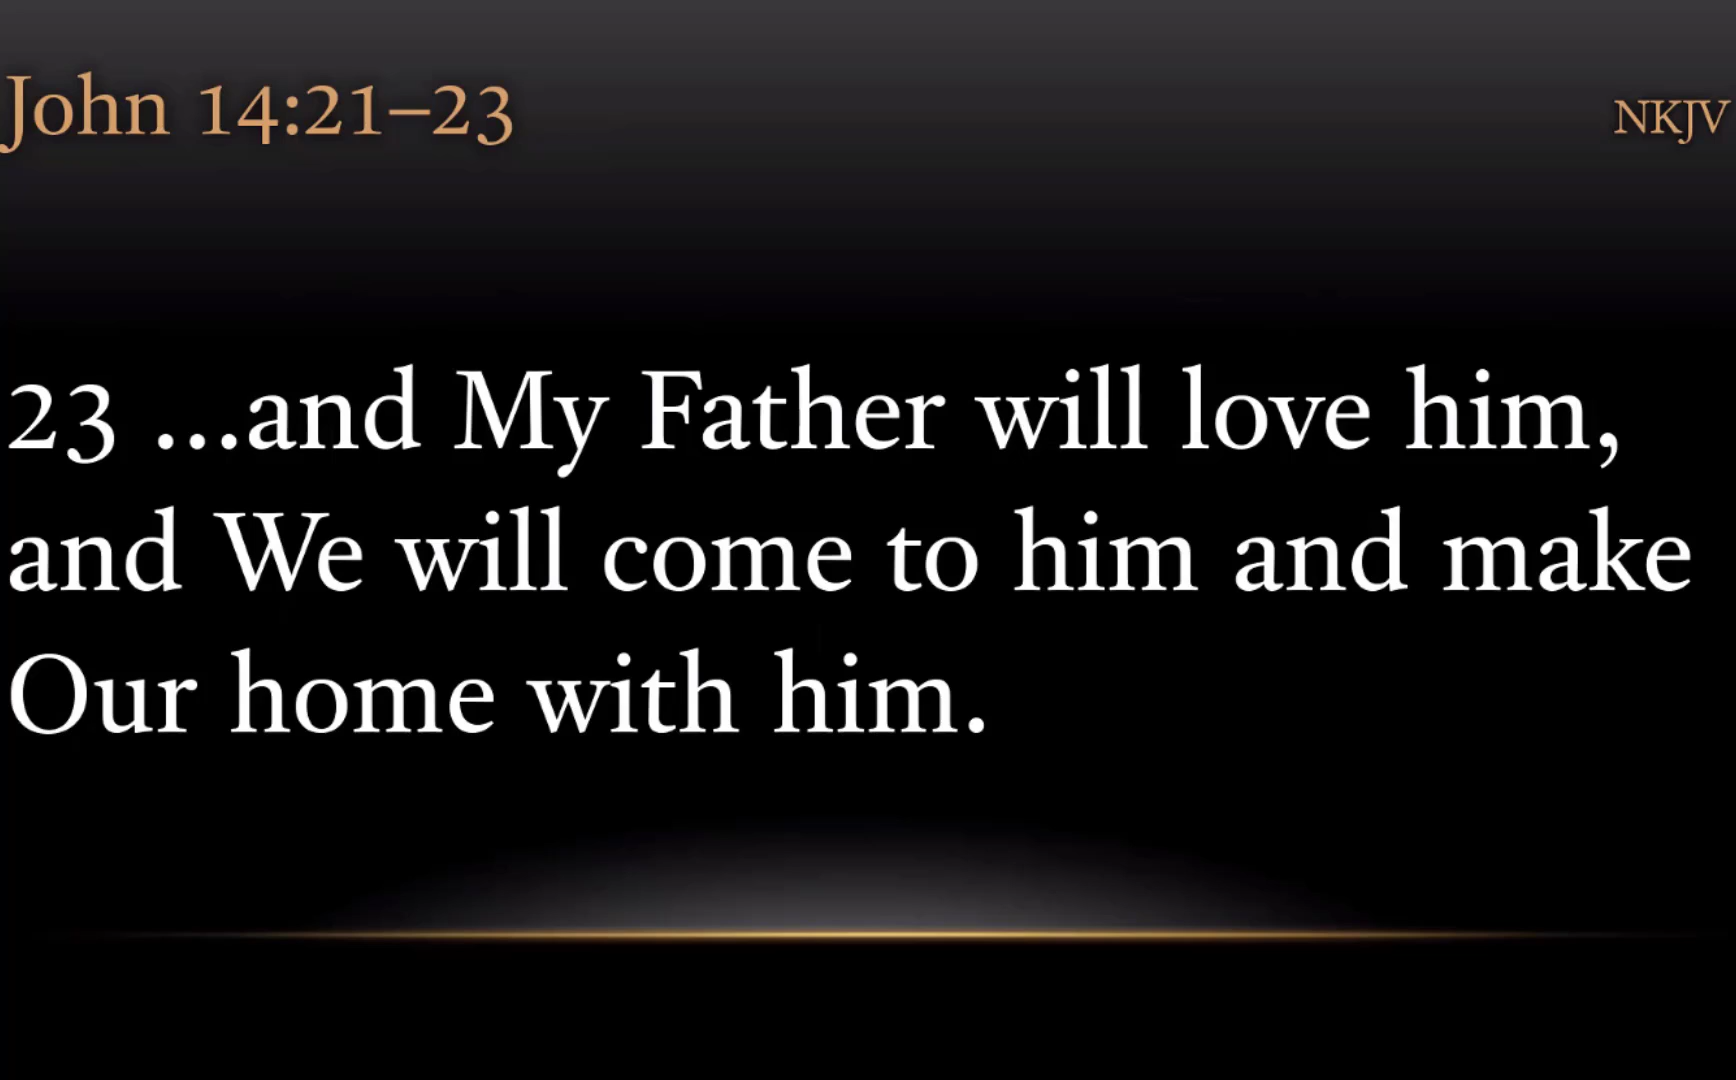 John 14:21–23
NKJV
23 ...and My Father will love him,
and We will come to him and make
Our home with him.